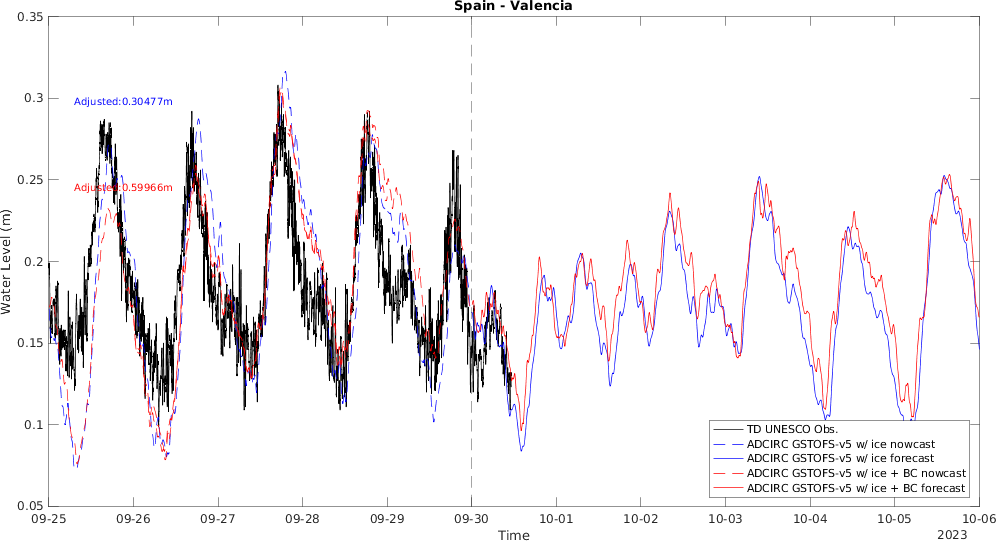 Spain - Valencia
0.35
0.3
0.25
0.2
0.15
0.1
0.05
Water Level (m)
Adjusted:0.30477m
Adjusted:0.59966m
TD UNESCO Obs.
ADCIRC GSTOFS-v5 w/ ice nowcast
ADCIRC GSTOFS-v5 w/ ice forecast
ADCIRC GSTOFS-v5 w/ ice + BC nowcast
ADCIRC GSTOFS-v5 w/ ice + BC forecast
09-25 09-26 09-27 09-28 09-29 09-30 10-01 10-02 10-03 10-04 10-05 10-06
Time
2023